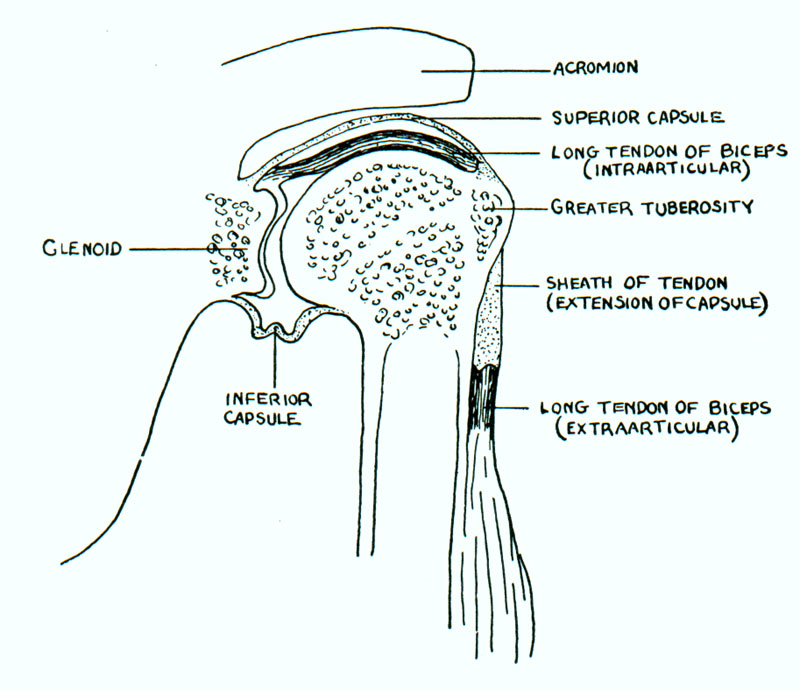 ACROMION
SUPERIOR CAPSULE
LONG TENDON OF BICEPS
(INTRAARTICULAR)
GREATER TUBEROSITY
GLENOID
SHEATH OF TENDON
(EXTENSION OF CAPSULE)
INFERIOR
CAPSULE
LONG TENDON OF BICEPS
(EXTRAARTICULAR)